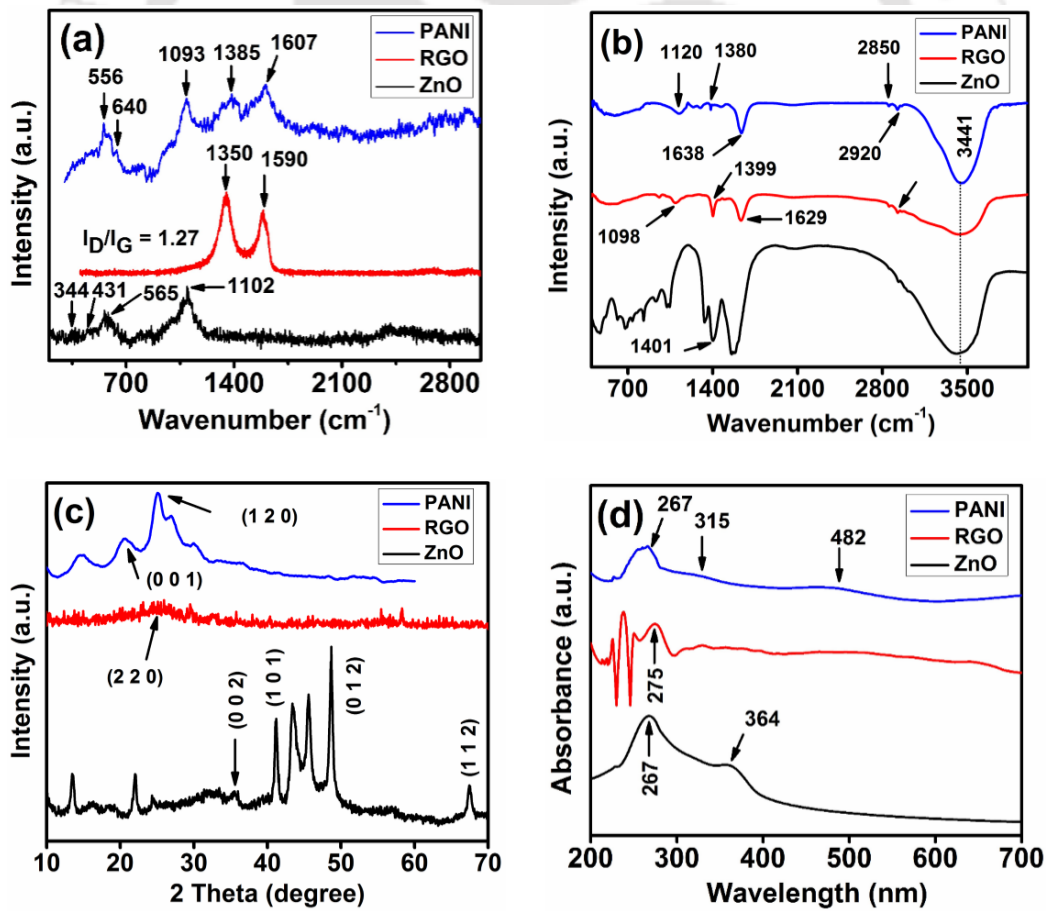 (a)
PANI
RGO
ZnO
556
640
1093
1385
1607
1350
1590
I_D/I_G = 1.27
344
431
565
1102
Intensity (a.u.)
700 1400 2100 2800
Wavenumber (cm⁻¹)
(b)
PANI
RGO
ZnO
1120
1380
2850
1638
2920
3441
1399
1098
1629
1401
Intensity (a.u.)
700 1400 2100 2800 3500
Wavenumber (cm⁻¹)
(c)
PANI
RGO
ZnO
(1 2 0)
(0 0 1)
(2 2 0)
(0 0 2)
(1 0 1)
(0 1 2)
(1 1 2)
Intensity (a.u.)
10 20 30 40 50 60 70
2 Theta (degree)
(d)
PANI
RGO
ZnO
267
315
482
275
364
267
Absorbance (a.u.)
200 300 400 500 600 700
Wavelength (nm)